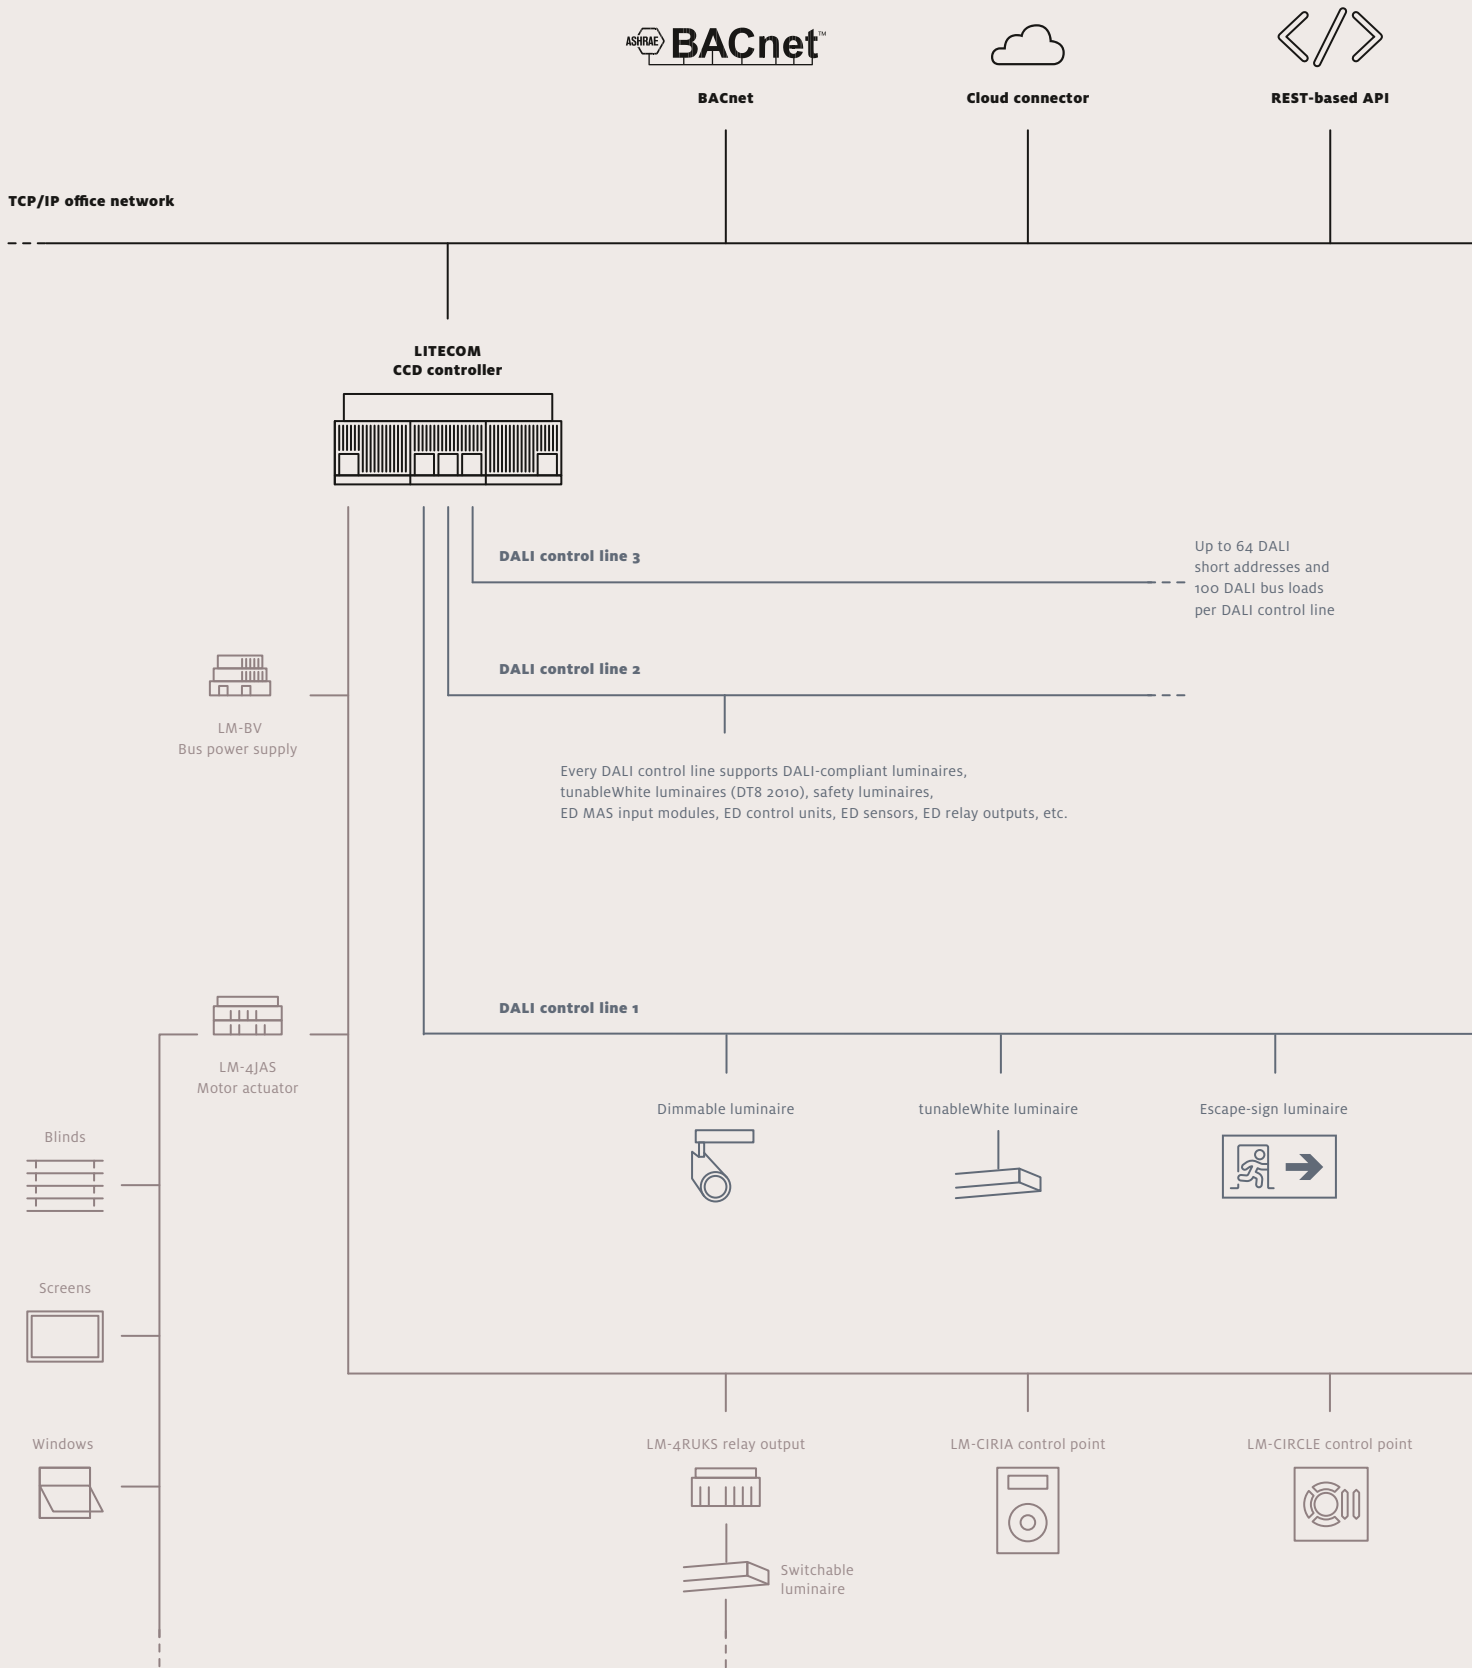 ASHRAE BACnet™
BACnet
Cloud connector
REST-based API
TCP/IP office network
LITECOM
CCD controller
DALI control line 3
Up to 64 DALI
short addresses and
100 DALI bus loads
per DALI control line
DALI control line 2
LM-BV
Bus power supply
Every DALI control line supports DALI-compliant luminaires,
tunableWhite luminaires (DT8 2010), safety luminaires,
ED MAS input modules, ED control units, ED sensors, ED relay outputs, etc.
DALI control line 1
LM-4JAS
Motor actuator
Dimmable luminaire
tunableWhite luminaire
Escape-sign luminaire
Blinds
Screens
Windows
LM-4RUKS relay output
LM-CIRIA control point
LM-CIRCLE control point
Switchable
luminaire